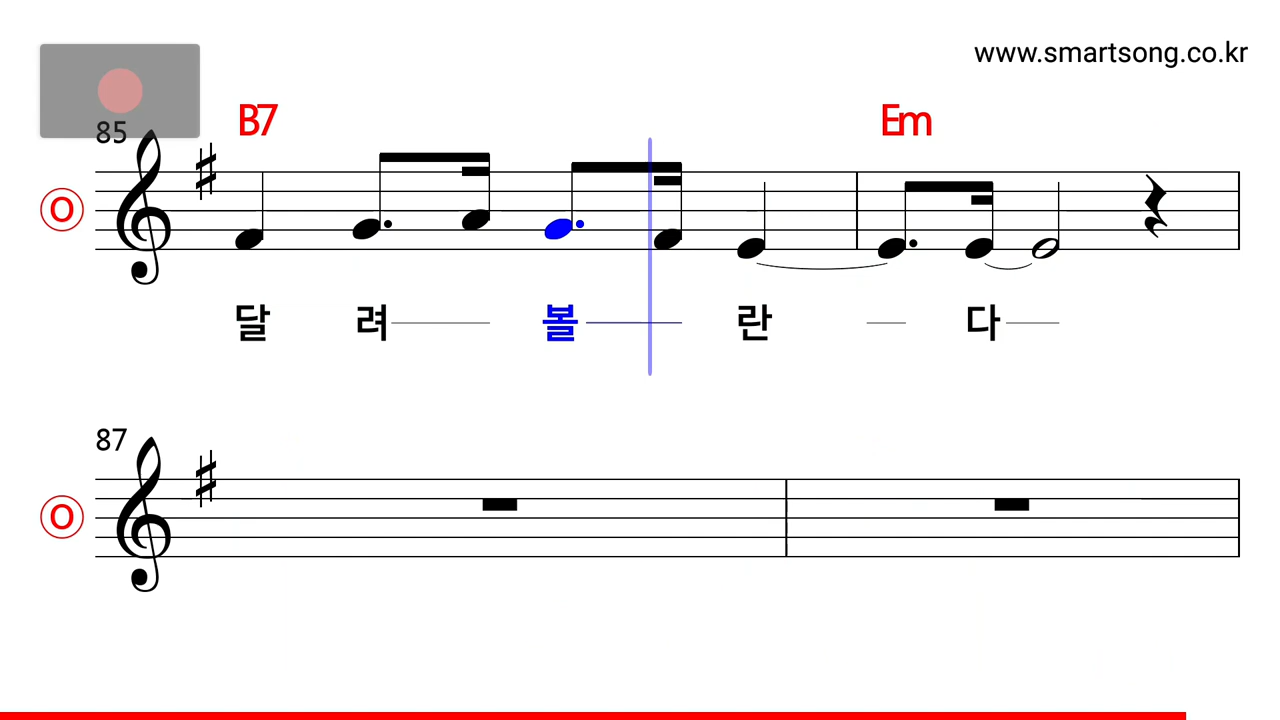 www.smartsong.co.kr
B7 Em
85
O
달 려 볼 란 다
87
O